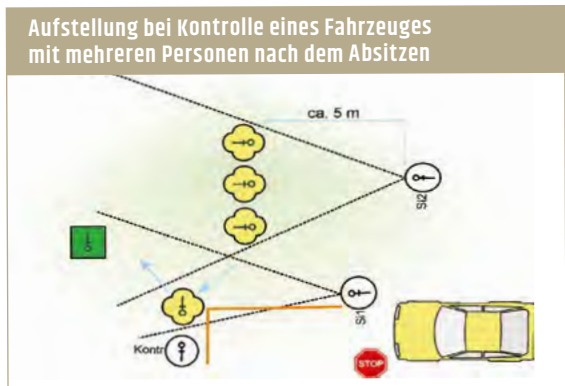 Aufstellung bei Kontrolle eines Fahrzeuges
mit mehreren Personen nach dem Absitzen
ca. 5 m
Si2
Si1
Kontr
STOP